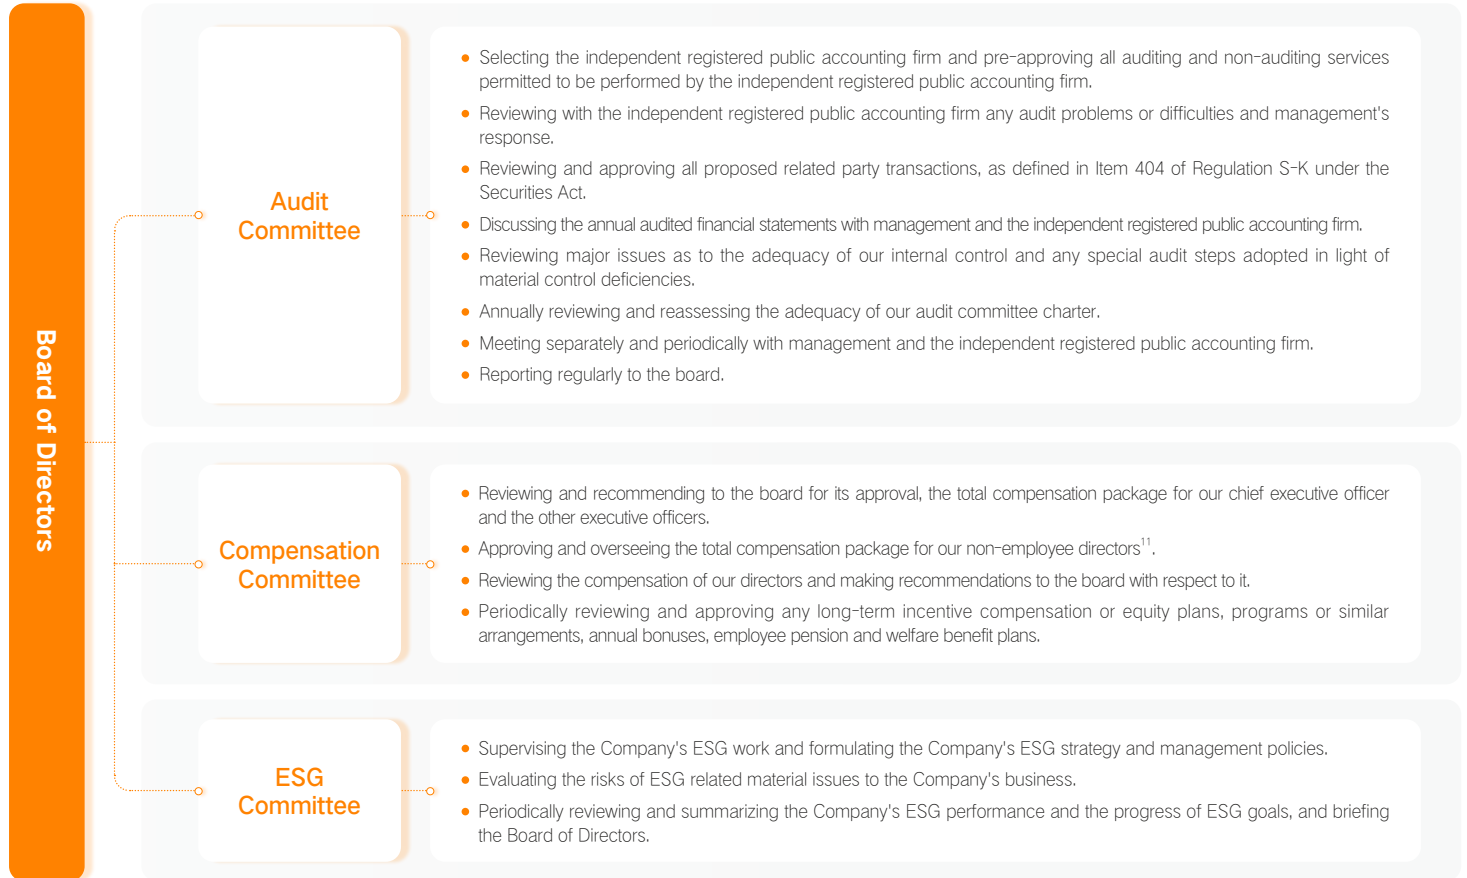 Board of Directors
Audit
Committee
• Selecting the independent registered public accounting firm and pre-approving all auditing and non-auditing services
permitted to be performed by the independent registered public accounting firm.
• Reviewing with the independent registered public accounting firm any audit problems or difficulties and management's
response.
• Reviewing and approving all proposed related party transactions, as defined in Item 404 of Regulation S-K under the
Securities Act.
• Discussing the annual audited financial statements with management and the independent registered public accounting firm.
• Reviewing major issues as to the adequacy of our internal control and any special audit steps adopted in light of
material control deficiencies.
• Annually reviewing and reassessing the adequacy of our audit committee charter.
• Meeting separately and periodically with management and the independent registered public accounting firm.
• Reporting regularly to the board.
Compensation
Committee
• Reviewing and recommending to the board for its approval, the total compensation package for our chief executive officer
and the other executive officers.
• Approving and overseeing the total compensation package for our non-employee directors¹¹.
• Reviewing the compensation of our directors and making recommendations to the board with respect to it.
• Periodically reviewing and approving any long-term incentive compensation or equity plans, programs or similar
arrangements, annual bonuses, employee pension and welfare benefit plans.
ESG
Committee
• Supervising the Company's ESG work and formulating the Company's ESG strategy and management policies.
• Evaluating the risks of ESG related material issues to the Company's business.
• Periodically reviewing and summarizing the Company's ESG performance and the progress of ESG goals, and briefing
the Board of Directors.